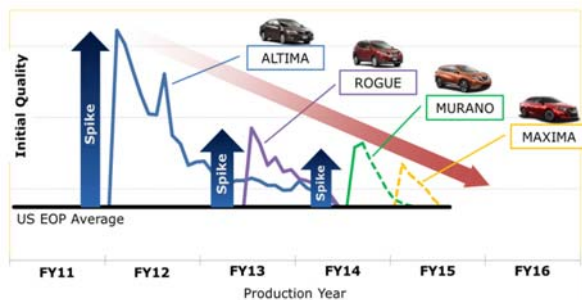 ALTIMA
ROGUE
MURANO
MAXIMA
Initial Quality
Spike
Spike
Spike
US EOP Average
FY11 FY12 FY13 FY14 FY15 FY16
Production Year